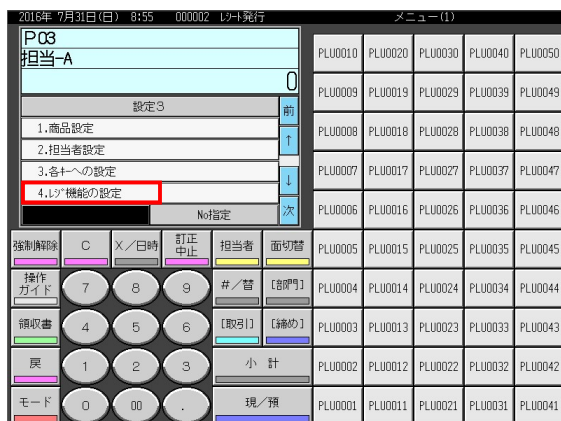 2016年 7月31日(日) 8:55 000002 レシート発行 メニュー(1)
P03
担当-A
0
設定3
前
1.商品設定
↑
2.担当者設定
3.各キーへの設定
↓
4.レジ機能の設定
No指定
次
強制解除 C X/日時 訂正中止 担当者 面切替
操作ガイド 7 8 9 #/替 [部門]
領収書 4 5 6 [取引] [締め]
戻 1 2 3 小 計
モード 0 00 . 現/預
PLU0010 PLU0020 PLU0030 PLU0040 PLU0050
PLU0009 PLU0019 PLU0029 PLU0039 PLU0049
PLU0008 PLU0018 PLU0028 PLU0038 PLU0048
PLU0007 PLU0017 PLU0027 PLU0037 PLU0047
PLU0006 PLU0016 PLU0026 PLU0036 PLU0046
PLU0005 PLU0015 PLU0025 PLU0035 PLU0045
PLU0004 PLU0014 PLU0024 PLU0034 PLU0044
PLU0003 PLU0013 PLU0023 PLU0033 PLU0043
PLU0002 PLU0012 PLU0022 PLU0032 PLU0042
PLU0001 PLU0011 PLU0021 PLU0031 PLU0041